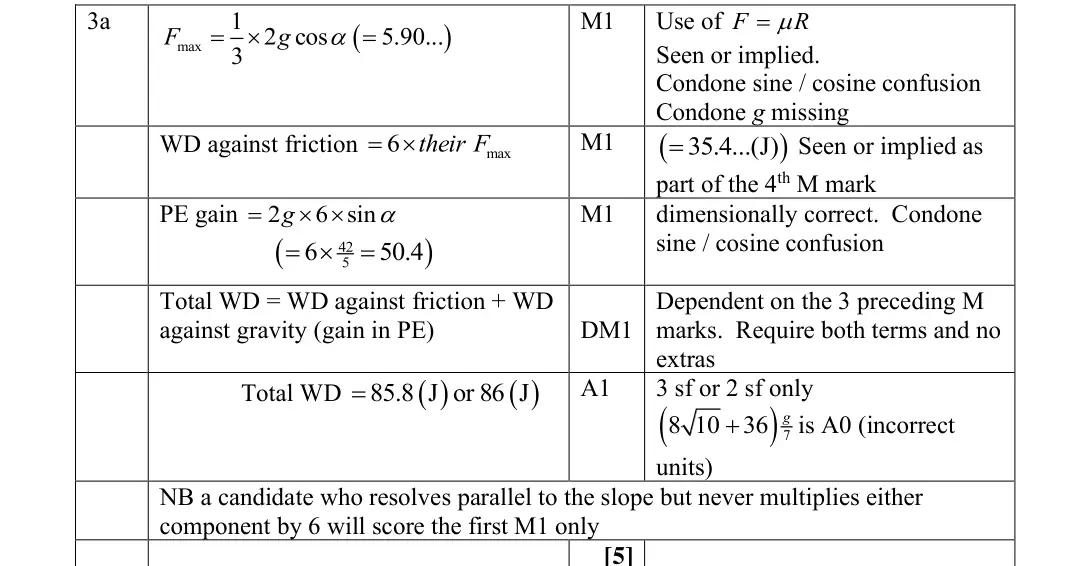 3a F_max = 1/3 × 2g cos α (= 5.90...) M1 Use of F = μR
Seen or implied.
Condone sine / cosine confusion
Condone g missing
WD against friction = 6 × their F_max M1 (= 35.4...(J)) Seen or implied as
part of the 4th M mark
PE gain = 2g × 6 × sin α M1 dimensionally correct. Condone
(= 6 × 42/5 = 50.4) sine / cosine confusion
Total WD = WD against friction + WD Dependent on the 3 preceding M
against gravity (gain in PE) DM1 marks. Require both terms and no
extras
Total WD = 85.8 (J) or 86 (J) A1 3 sf or 2 sf only
(8√10 + 36) g/7 is A0 (incorrect
units)
NB a candidate who resolves parallel to the slope but never multiplies either
component by 6 will score the first M1 only
[5]